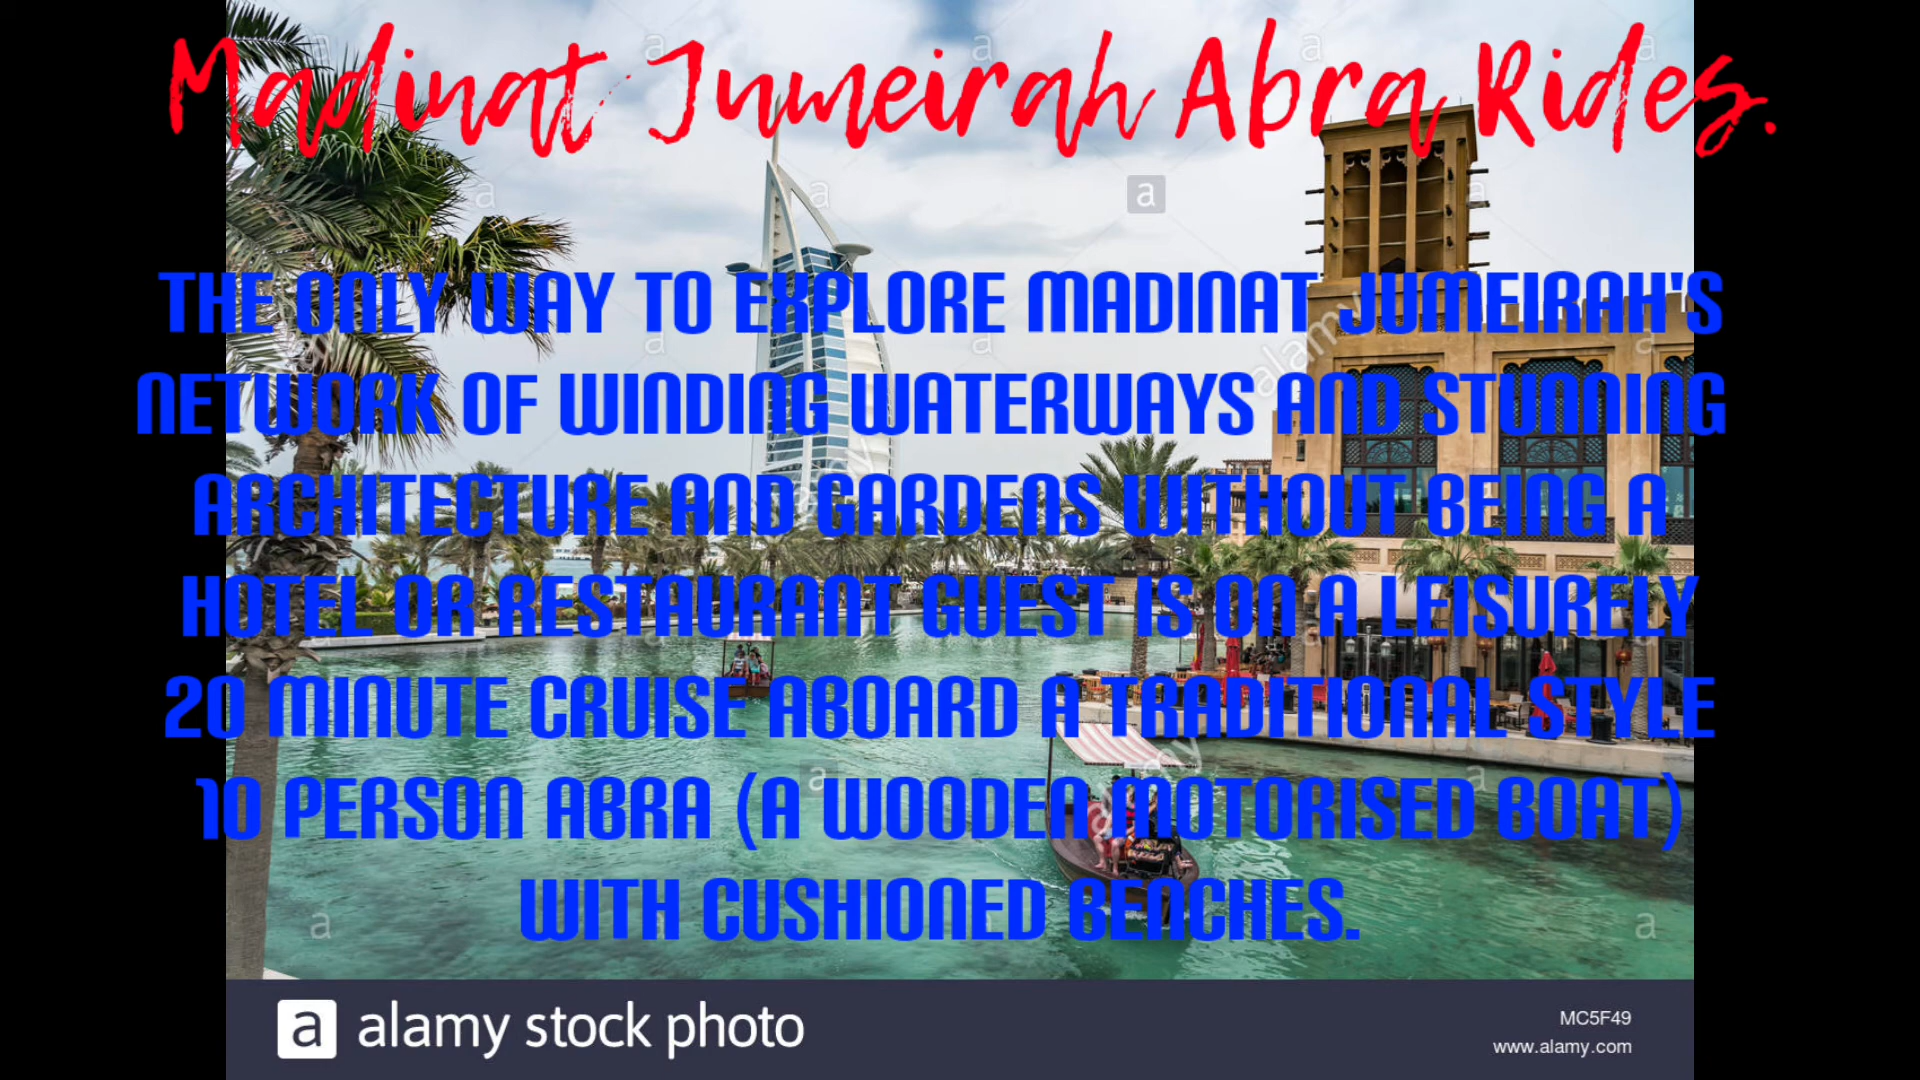 Madinat Jumeirah Abra Rides.
THE ONLY WAY TO EXPLORE MADINAT JUMEIRAH'S
NETWORK OF WINDING WATERWAYS AND STUNNING
ARCHITECTURE AND GARDENS WITHOUT BEING A
HOTEL OR RESTAURANT GUEST IS ON A LEISURELY
20 MINUTE CRUISE ABOARD A TRADITIONAL STYLE
10 PERSON ABRA (A WOODEN MOTORISED BOAT)
WITH CUSHIONED BENCHES.
a alamy stock photo
MC5F49
www.alamy.com